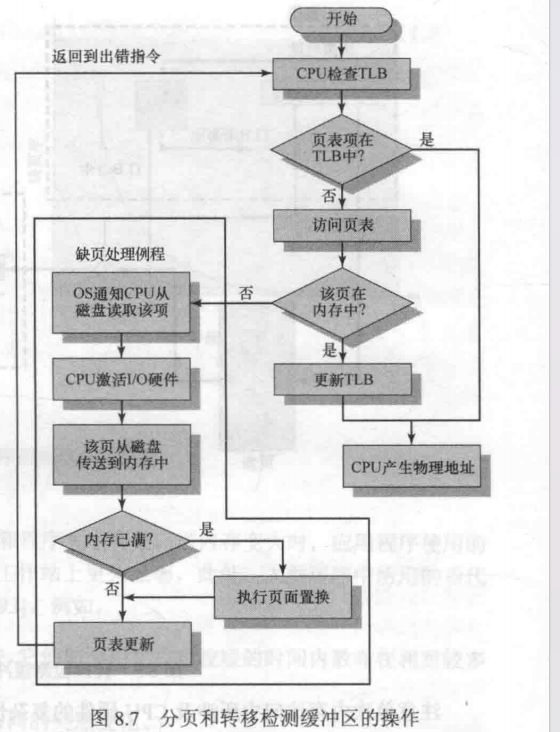 开始
返回到出错指令
CPU检查TLB
页表项在
TLB中?
是
否
访问页表
缺页处理例程
OS通知CPU从
磁盘读取该项
否
该页在
内存中?
是
CPU激活I/O硬件
更新TLB
该页从磁盘
传送到内存中
CPU产生物理地址
内存已满?
是
否
执行页面置换
页表更新
图 8.7 分页和转移检测缓冲区的操作